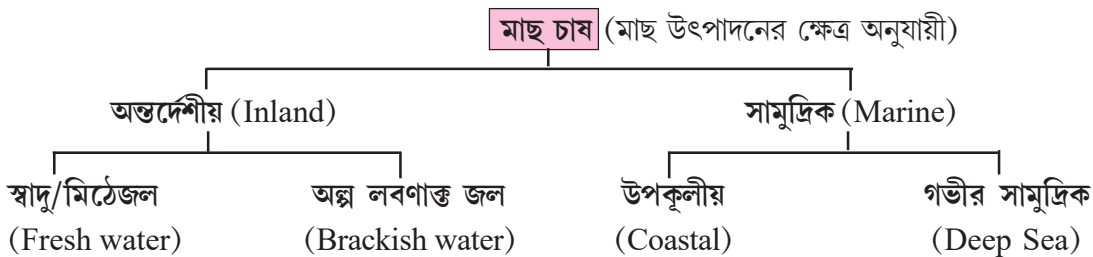 মাছ চাষ (মাছ উৎপাদনের ক্ষেত্র অনুযায়ী)
অন্তর্দেশীয় (Inland) সামুদ্রিক (Marine)
স্বাদু/মিঠেজল অল্প লবণাক্ত জল উপকূলীয় গভীর সামুদ্রিক
(Fresh water) (Brackish water) (Coastal) (Deep Sea)